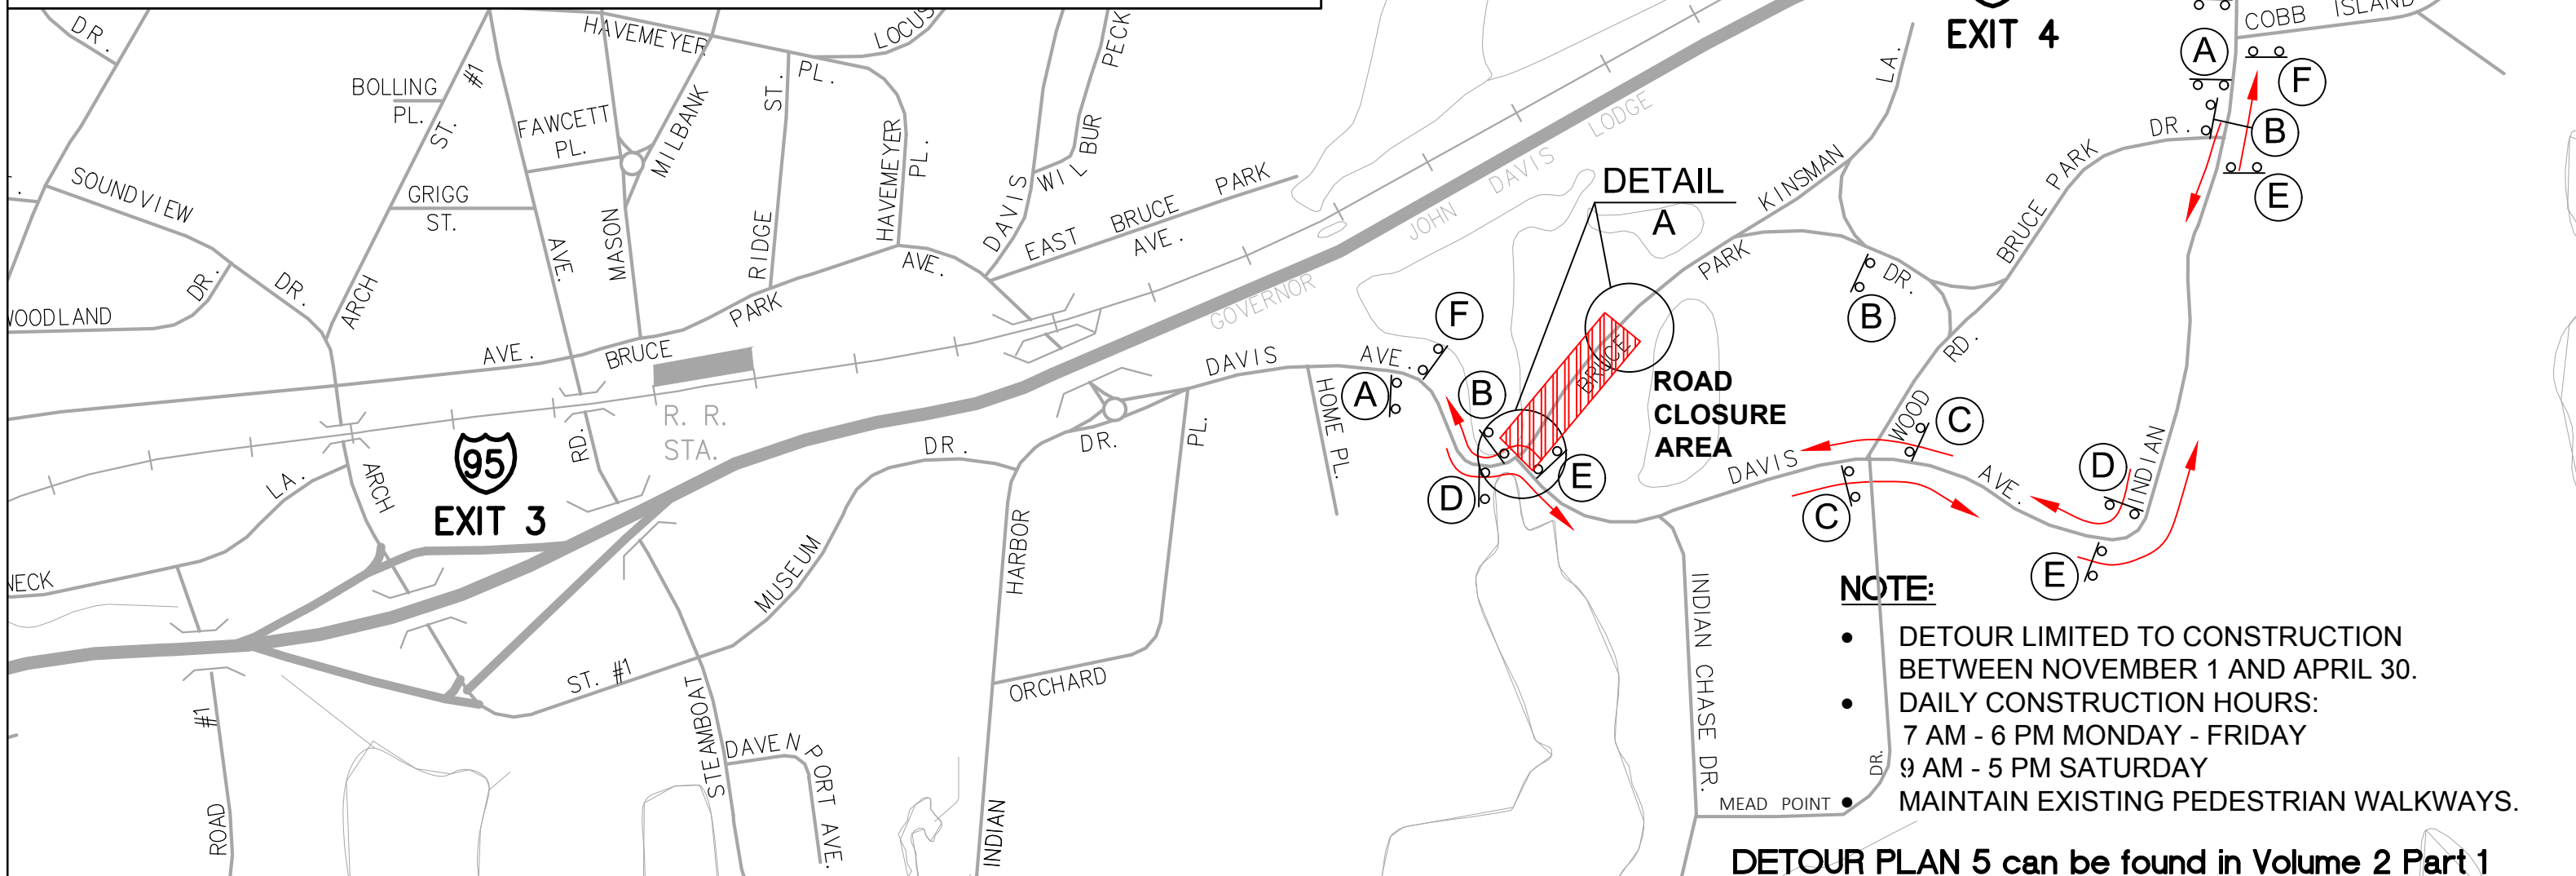 DR.
HAVEMEYER
PL.
LOCUS
PECK
EXIT 4
COBB ISLAND
A
F
B
E
BOLLING
PL.
ST. #1
FAWCETT
PL.
MILBANK
ST.
RIDGE
HAVEMEYER
PL.
DAVIS
WILBUR
LA.
KINSMAN
PARK
BRUCE
DR.
BRUCE PARK
DR.
SOUNDVIEW
DR.
GRIGG
ST.
ARCH
AVE.
MASON
EAST BRUCE PARK
AVE.
AVE.
PARK
BRUCE
AVE.
WOODLAND
DR.
GOVERNOR
JOHN
DAVIS
LODGE
DETAIL
A
B
F
A
B
D
E
ROAD
CLOSURE
AREA
DAVIS
AVE.
HOME PL.
R. R.
STA.
RD.
95
EXIT 3
LA.
ARCH
NECK
DR.
DR.
PL.
HARBOR
MUSEUM
ST. #1
ORCHARD
STEAMBOAT
DAVENPORT AVE.
INDIAN
#1
ROAD
DAVIS
AVE.
WOOD
RD.
C
C
D
E
INDIAN
INDIAN CHASE DR.
MEAD POINT
DR.
NOTE:
• DETOUR LIMITED TO CONSTRUCTION
BETWEEN NOVEMBER 1 AND APRIL 30.
• DAILY CONSTRUCTION HOURS:
7 AM - 6 PM MONDAY - FRIDAY
9 AM - 5 PM SATURDAY
• MAINTAIN EXISTING PEDESTRIAN WALKWAYS.
DETOUR PLAN 5 can be found in Volume 2 Part 1